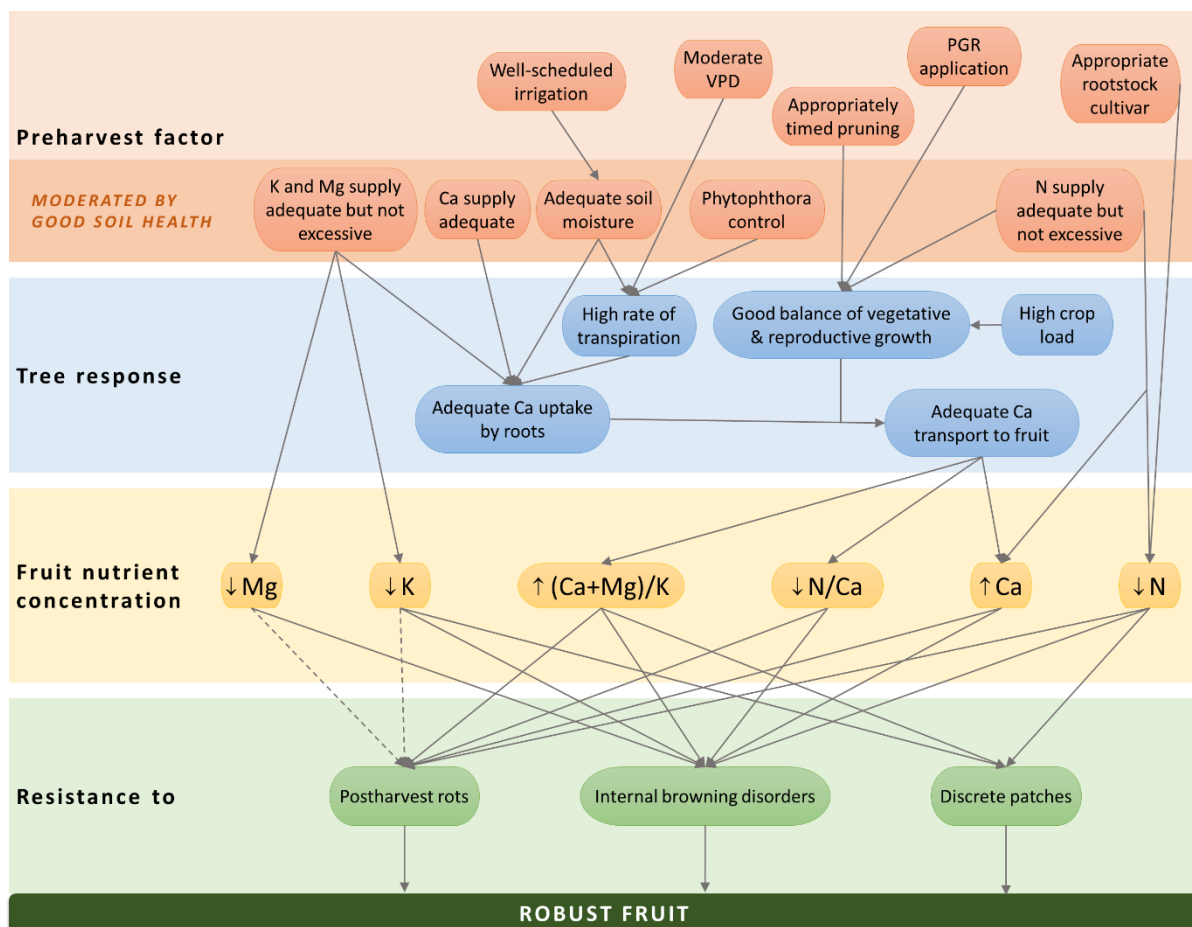 Preharvest factor
Well-scheduled
irrigation
Moderate
VPD
Appropriately
timed pruning
PGR
application
Appropriate
rootstock
cultivar
MODERATED BY
GOOD SOIL HEALTH
K and Mg supply
adequate but not
excessive
Ca supply
adequate
Adequate soil
moisture
Phytophthora
control
N supply
adequate but
not excessive
Tree response
High rate of
transpiration
Good balance of vegetative
& reproductive growth
High crop
load
Adequate Ca uptake
by roots
Adequate Ca
transport to fruit
Fruit nutrient
concentration
↓Mg
↓K
↑ (Ca+Mg)/K
↓N/Ca
↑Ca
↓N
Resistance to
Postharvest rots
Internal browning disorders
Discrete patches
ROBUST FRUIT